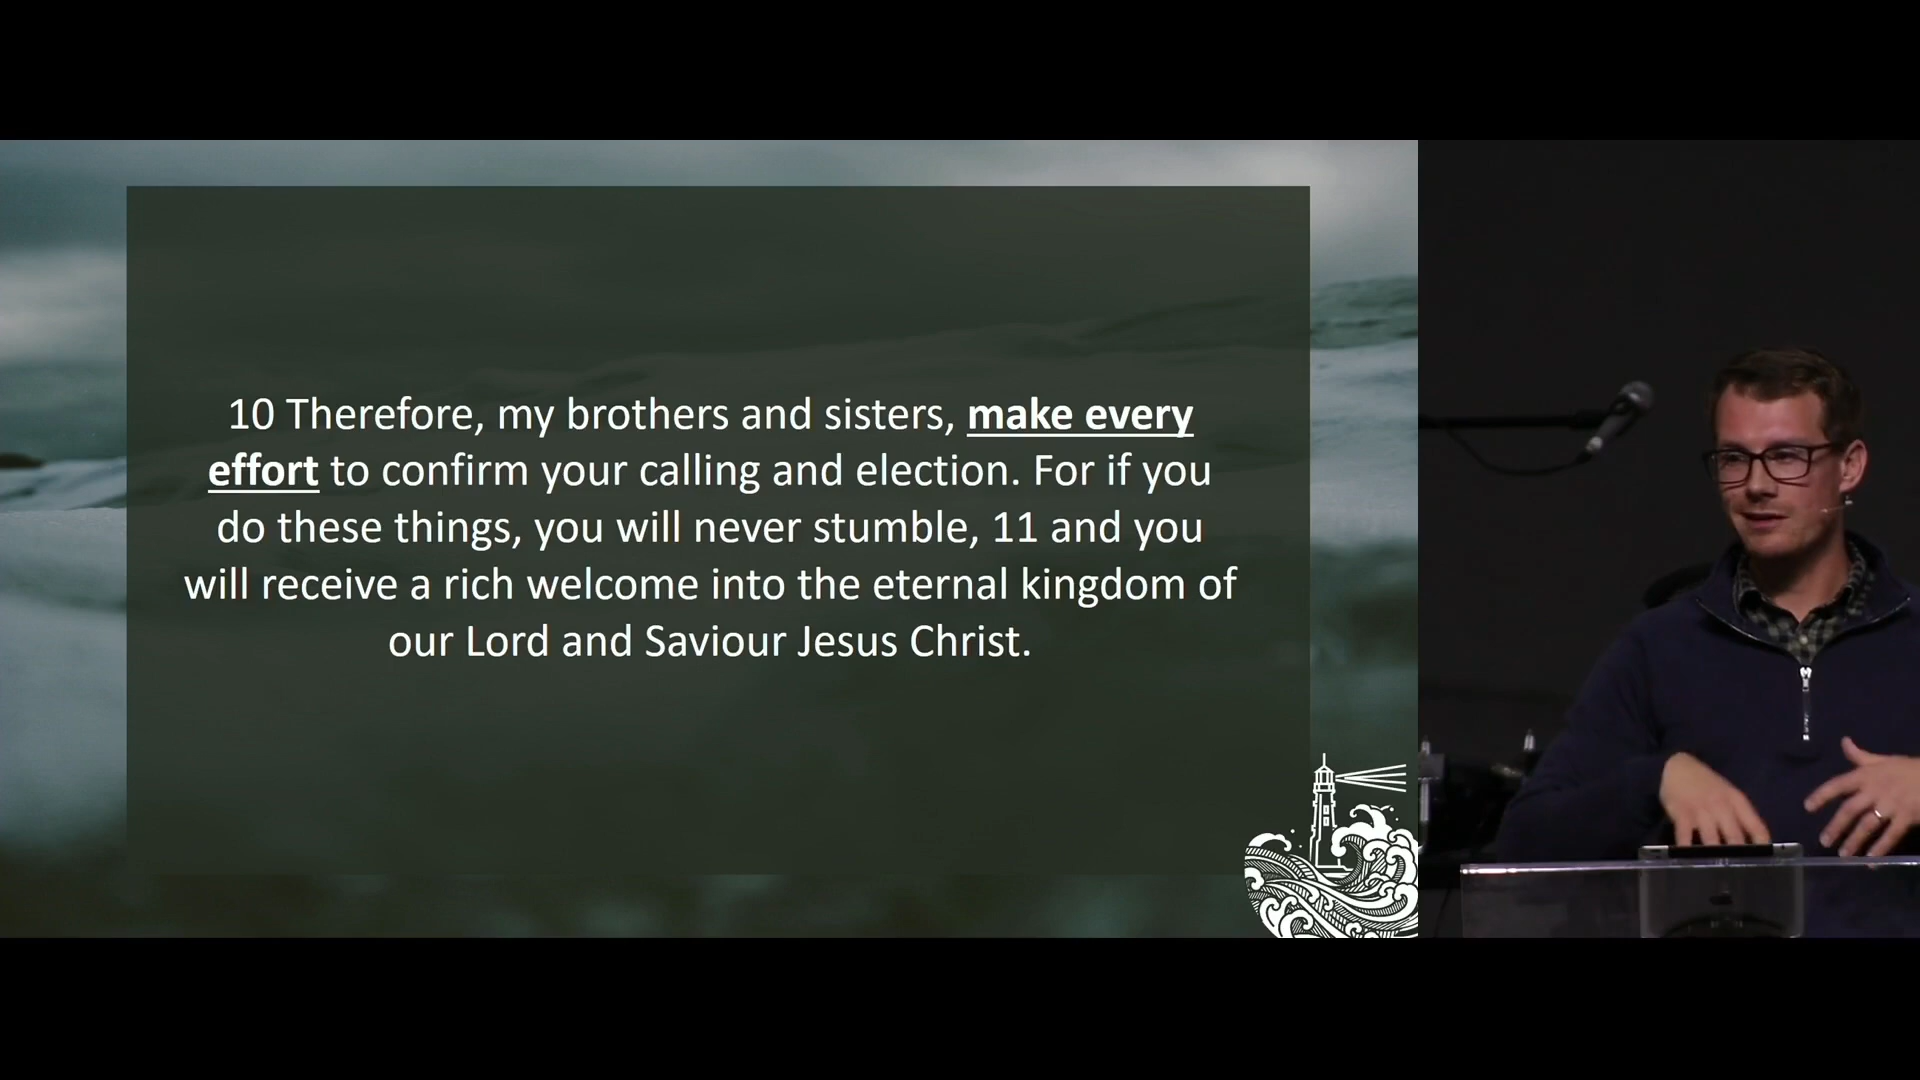 10 Therefore, my brothers and sisters, make every
effort to confirm your calling and election. For if you
do these things, you will never stumble, 11 and you
will receive a rich welcome into the eternal kingdom of
our Lord and Saviour Jesus Christ.